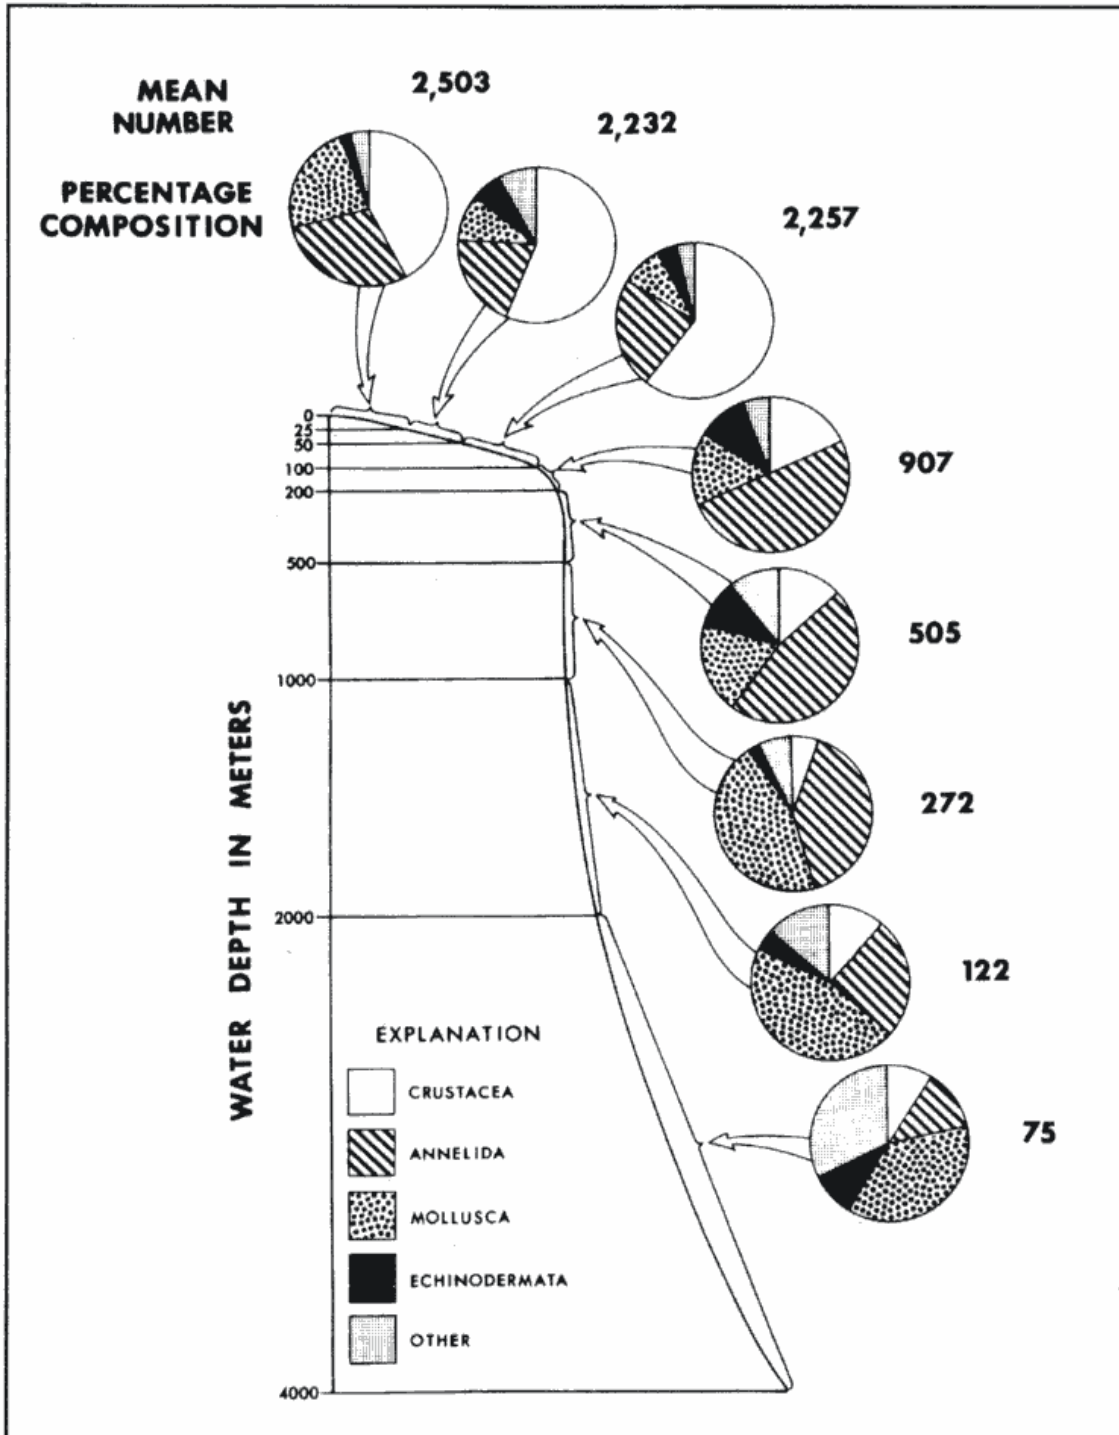 MEAN
NUMBER
2,503
2,232
PERCENTAGE
COMPOSITION
2,257
907
505
272
122
75
0
25
50
100
200
500
1000
2000
4000
WATER DEPTH IN METERS
EXPLANATION
CRUSTACEA
ANNELIDA
MOLLUSCA
ECHINODERMATA
OTHER